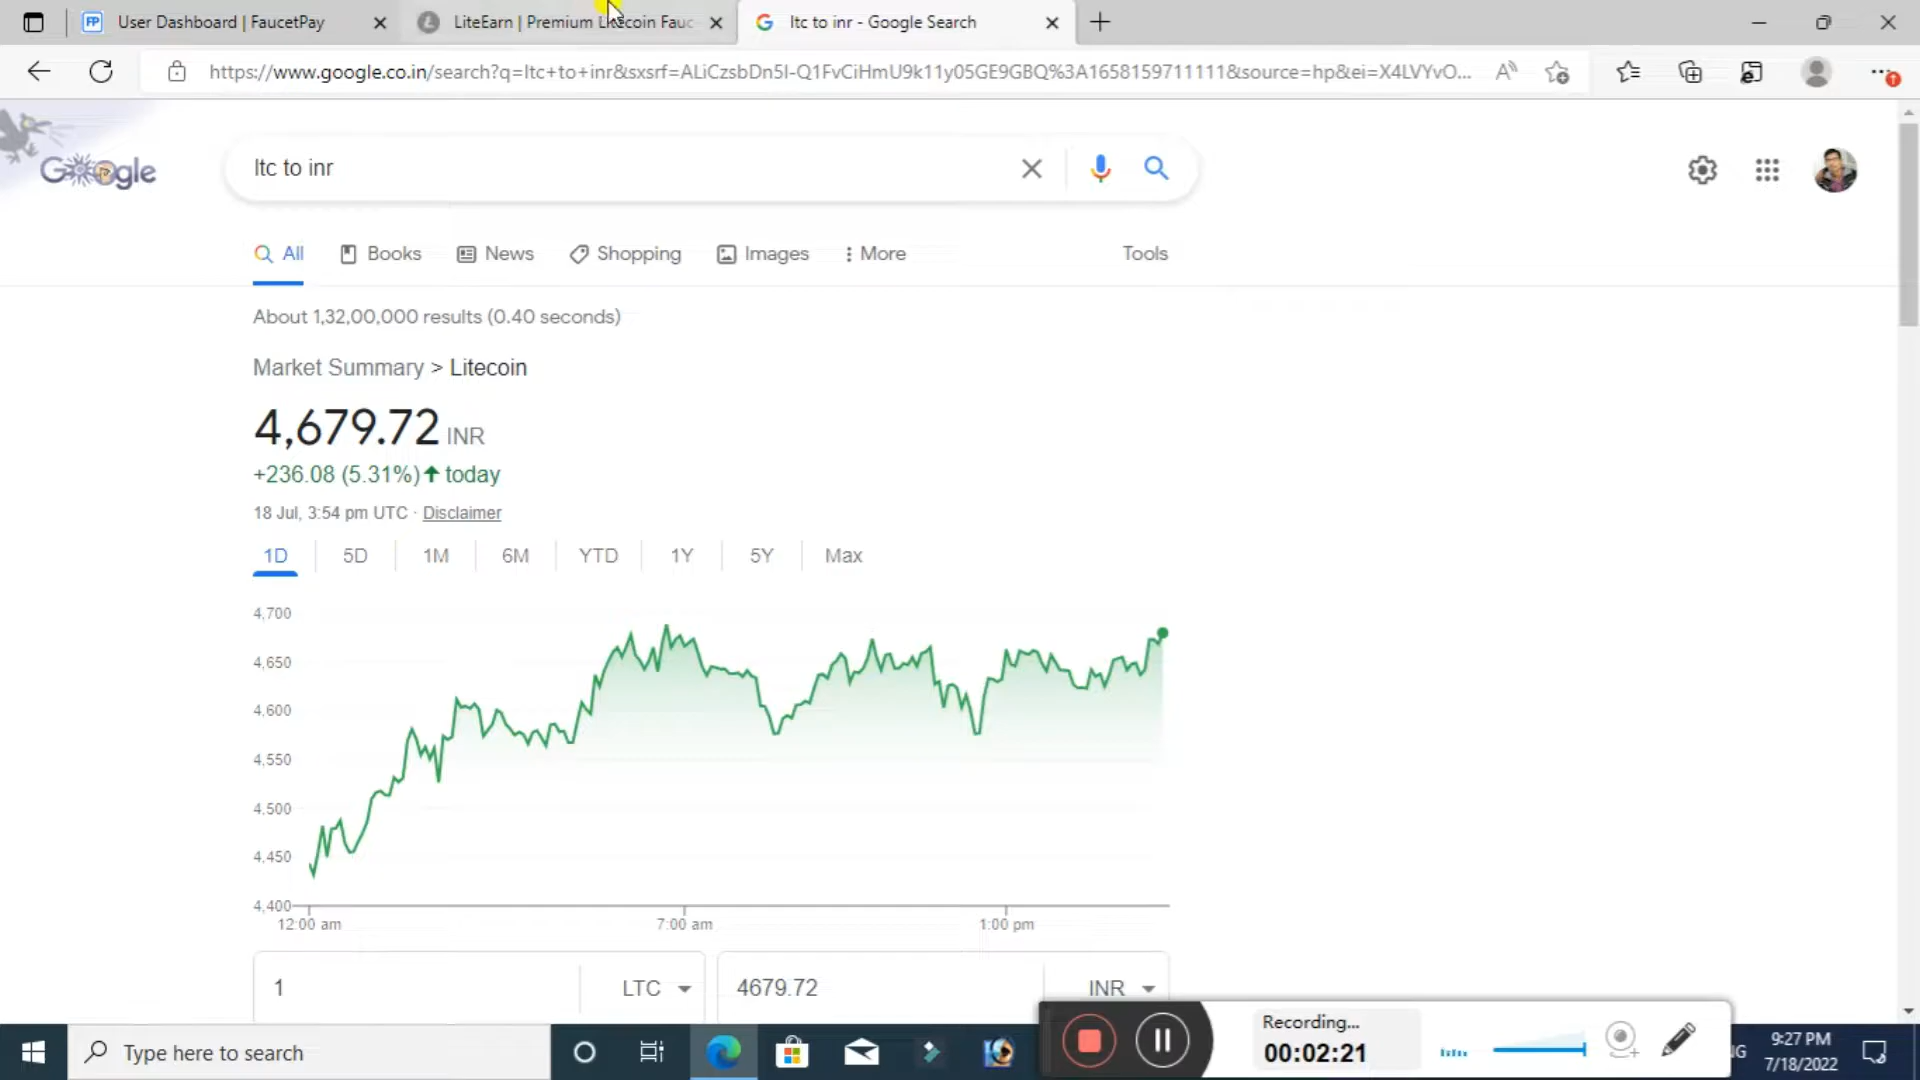 User Dashboard | FaucetPay
LiteEarn | Premium Litecoin Fauc
ltc to inr - Google Search
https://www.google.co.in/search?q=ltc+to+inr&sxsrf=ALiCzsbDn5I-Q1FvCiHmU9k11y05GE9GBQ%3A1658159711111&source=hp&ei=X4LVYvO...
Google
ltc to inr
All
Books
News
Shopping
Images
More
Tools
About 1,32,00,000 results (0.40 seconds)
Market Summary > Litecoin
4,679.72 INR
+236.08 (5.31%) today
18 Jul, 3:54 pm UTC · Disclaimer
1D
5D
1M
6M
YTD
1Y
5Y
Max
4,700
4,650
4,600
4,550
4,500
4,450
4,400
12:00 am
7:00 am
1:00 pm
1
LTC
4679.72
INR
Recording...
00:02:21
Type here to search
9:27 PM
7/18/2022